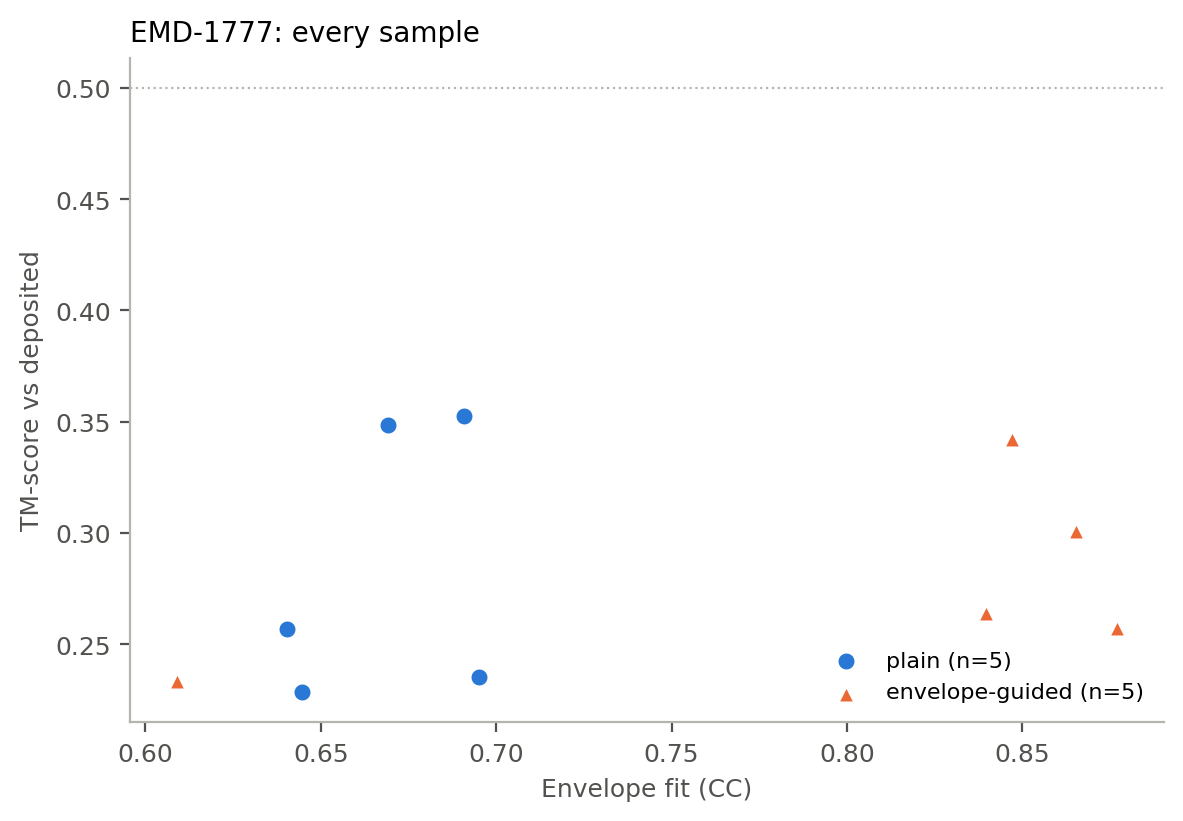 EMD-1777: every sample
0.50
0.45
0.40
0.35
0.30
0.25
TM-score vs deposited
plain (n=5)
envelope-guided (n=5)
0.60 0.65 0.70 0.75 0.80 0.85
Envelope fit (CC)